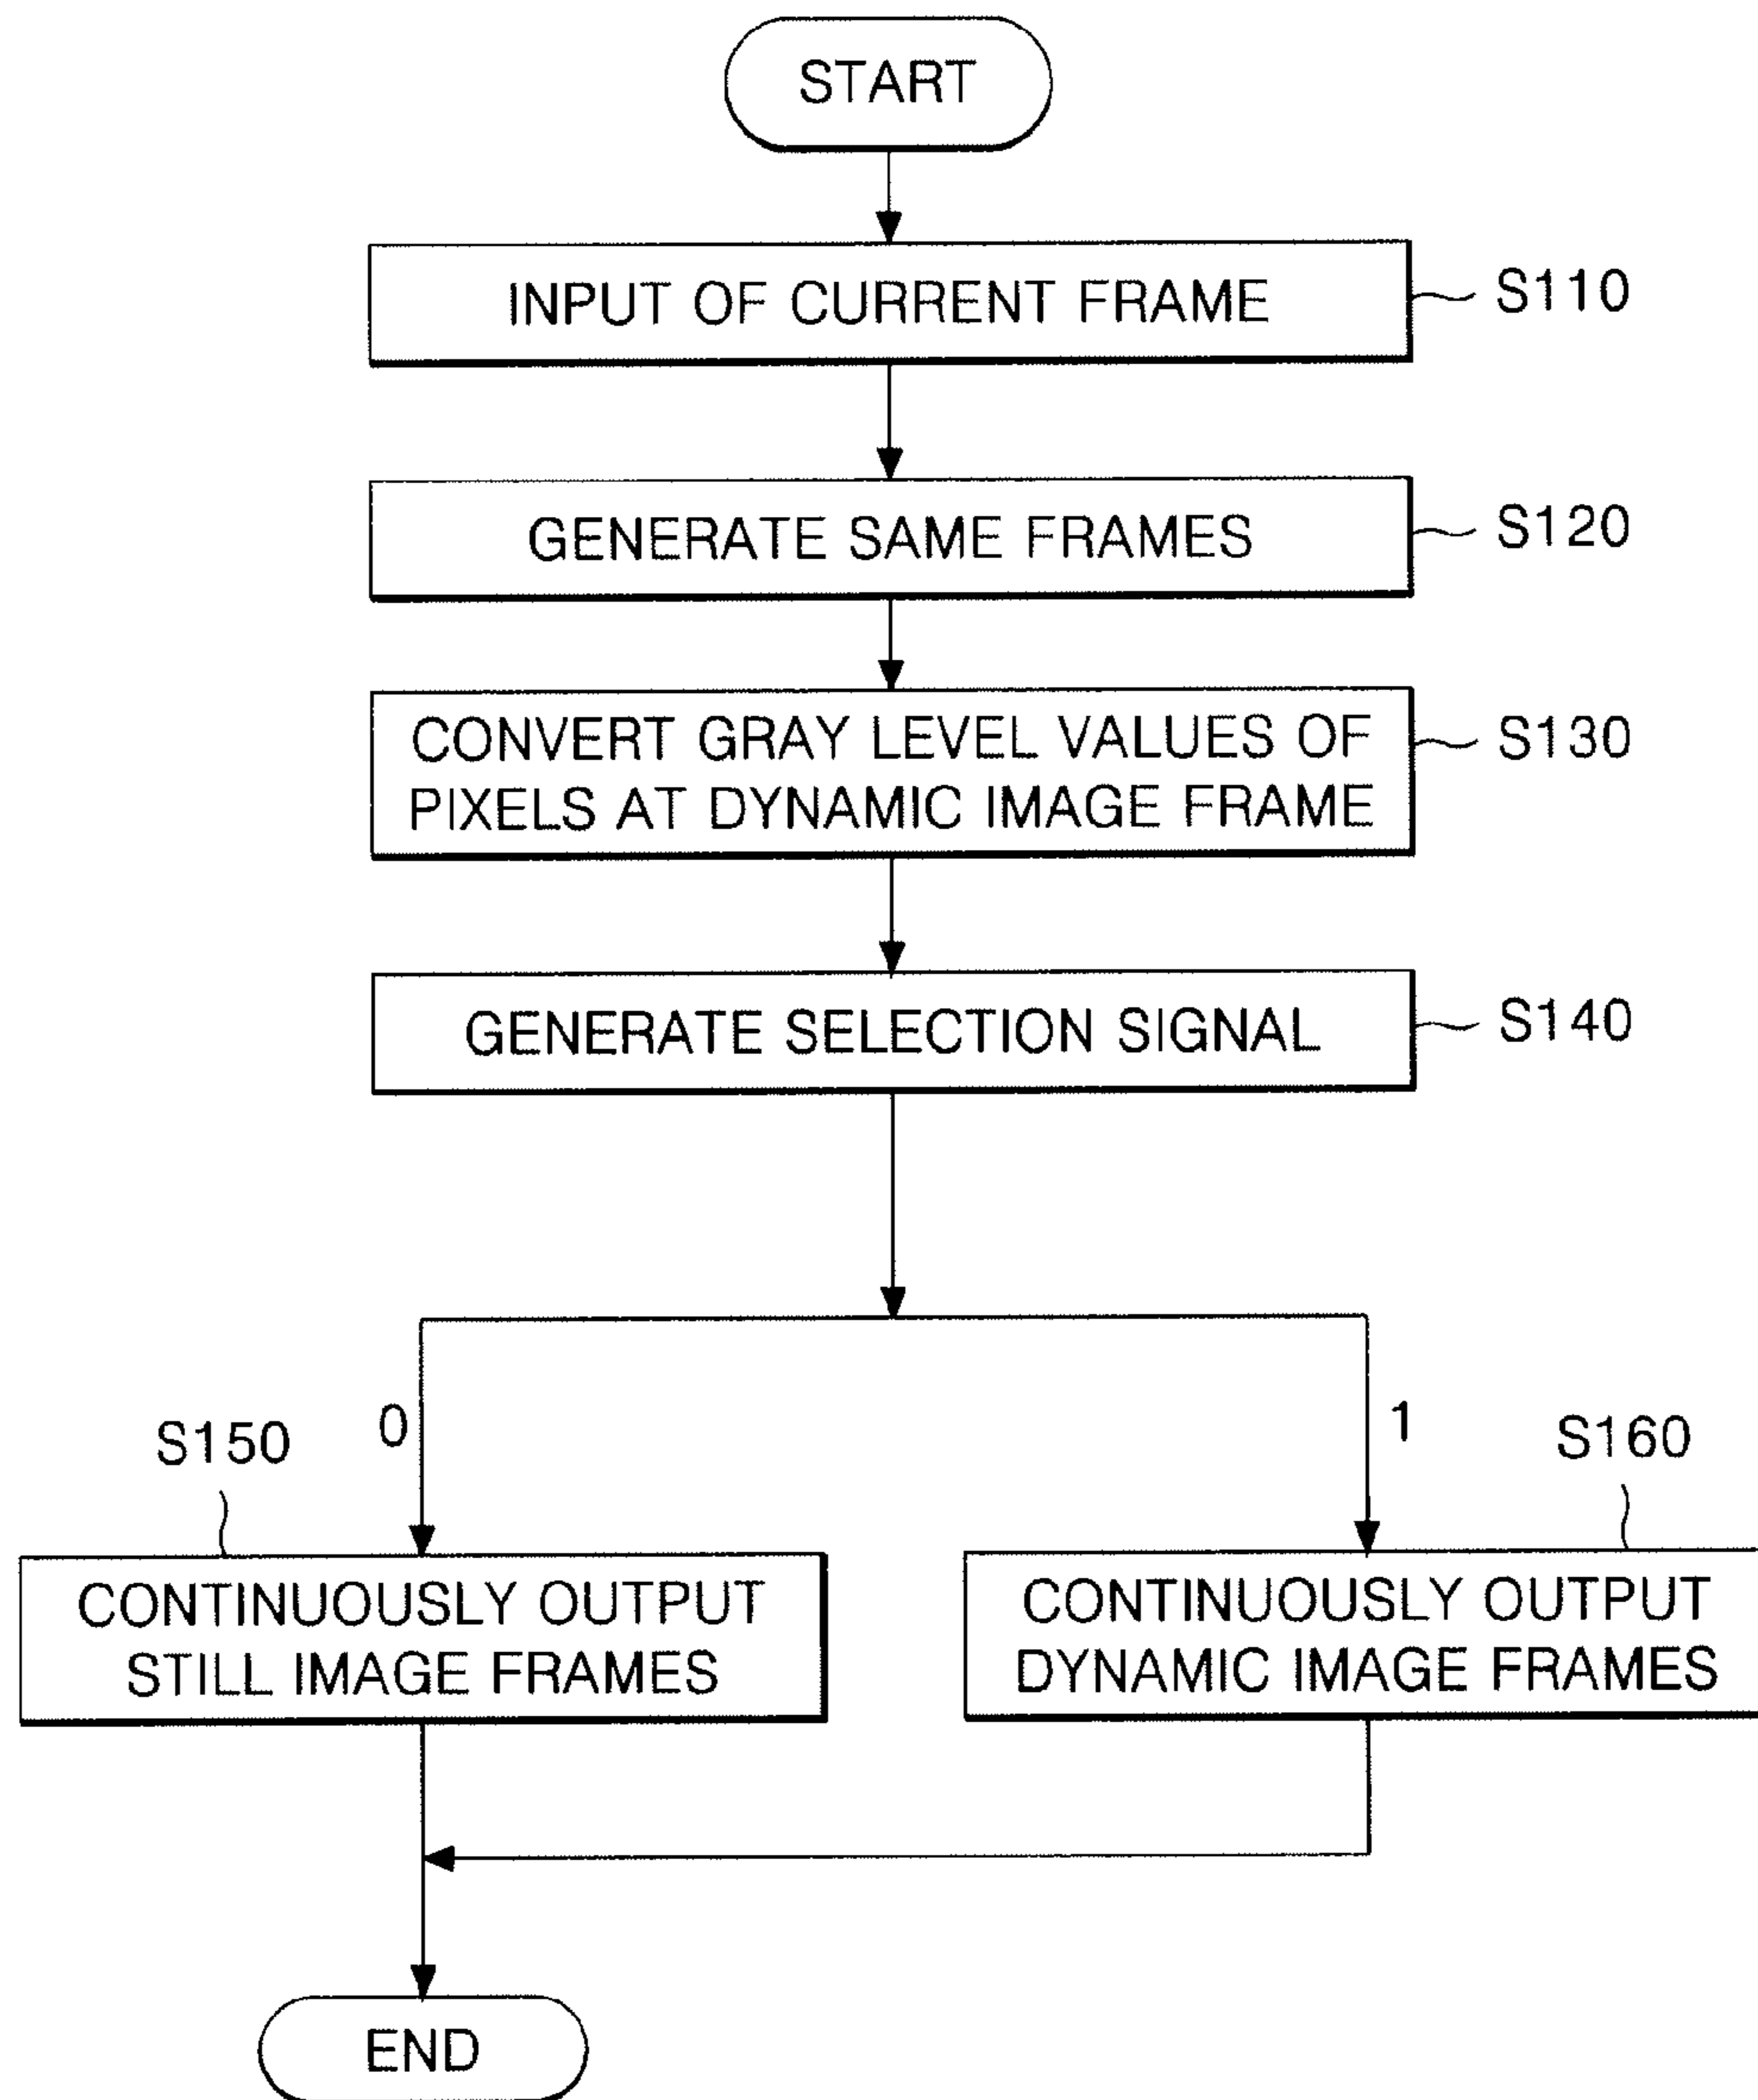 START
INPUT OF CURRENT FRAME
S110
GENERATE SAME FRAMES
S120
CONVERT GRAY LEVEL VALUES OF
PIXELS AT DYNAMIC IMAGE FRAME
S130
GENERATE SELECTION SIGNAL
S140
0
1
S150
S160
CONTINUOUSLY OUTPUT
STILL IMAGE FRAMES
CONTINUOUSLY OUTPUT
DYNAMIC IMAGE FRAMES
END